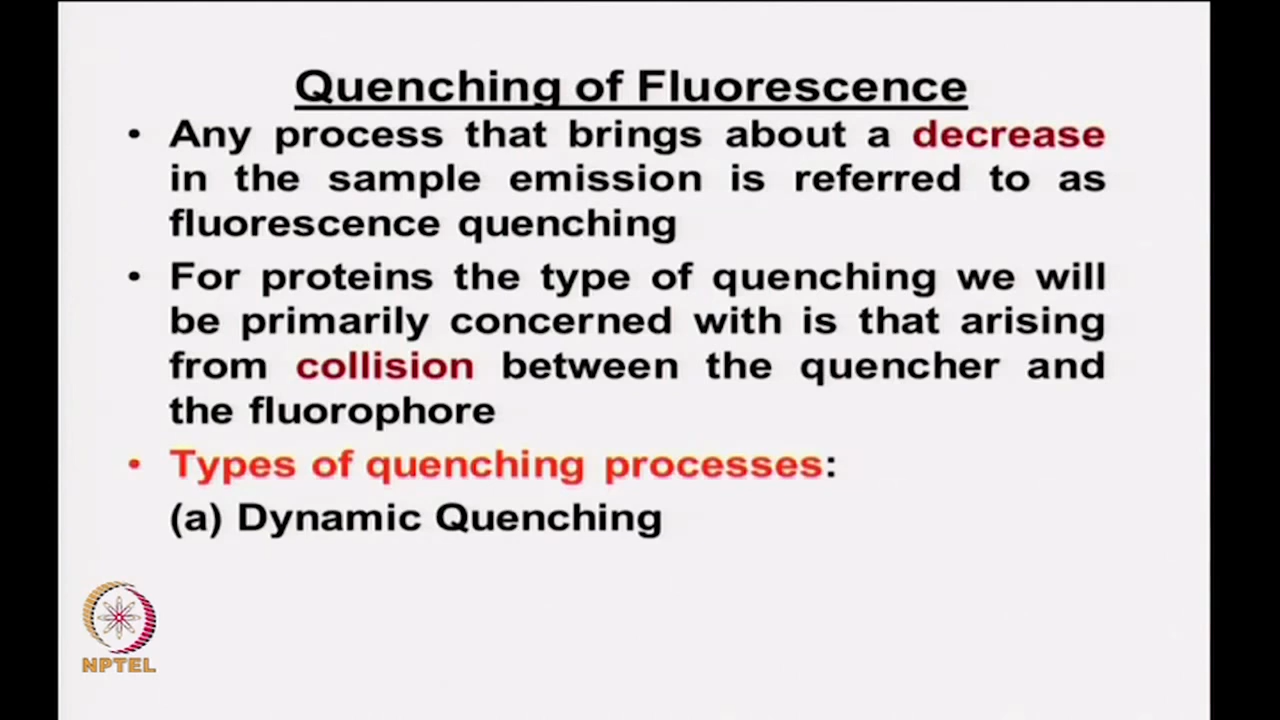 Quenching of Fluorescence
• Any process that brings about a decrease
in the sample emission is referred to as
fluorescence quenching
• For proteins the type of quenching we will
be primarily concerned with is that arising
from collision between the quencher and
the fluorophore
• Types of quenching processes:
(a) Dynamic Quenching
NPTEL